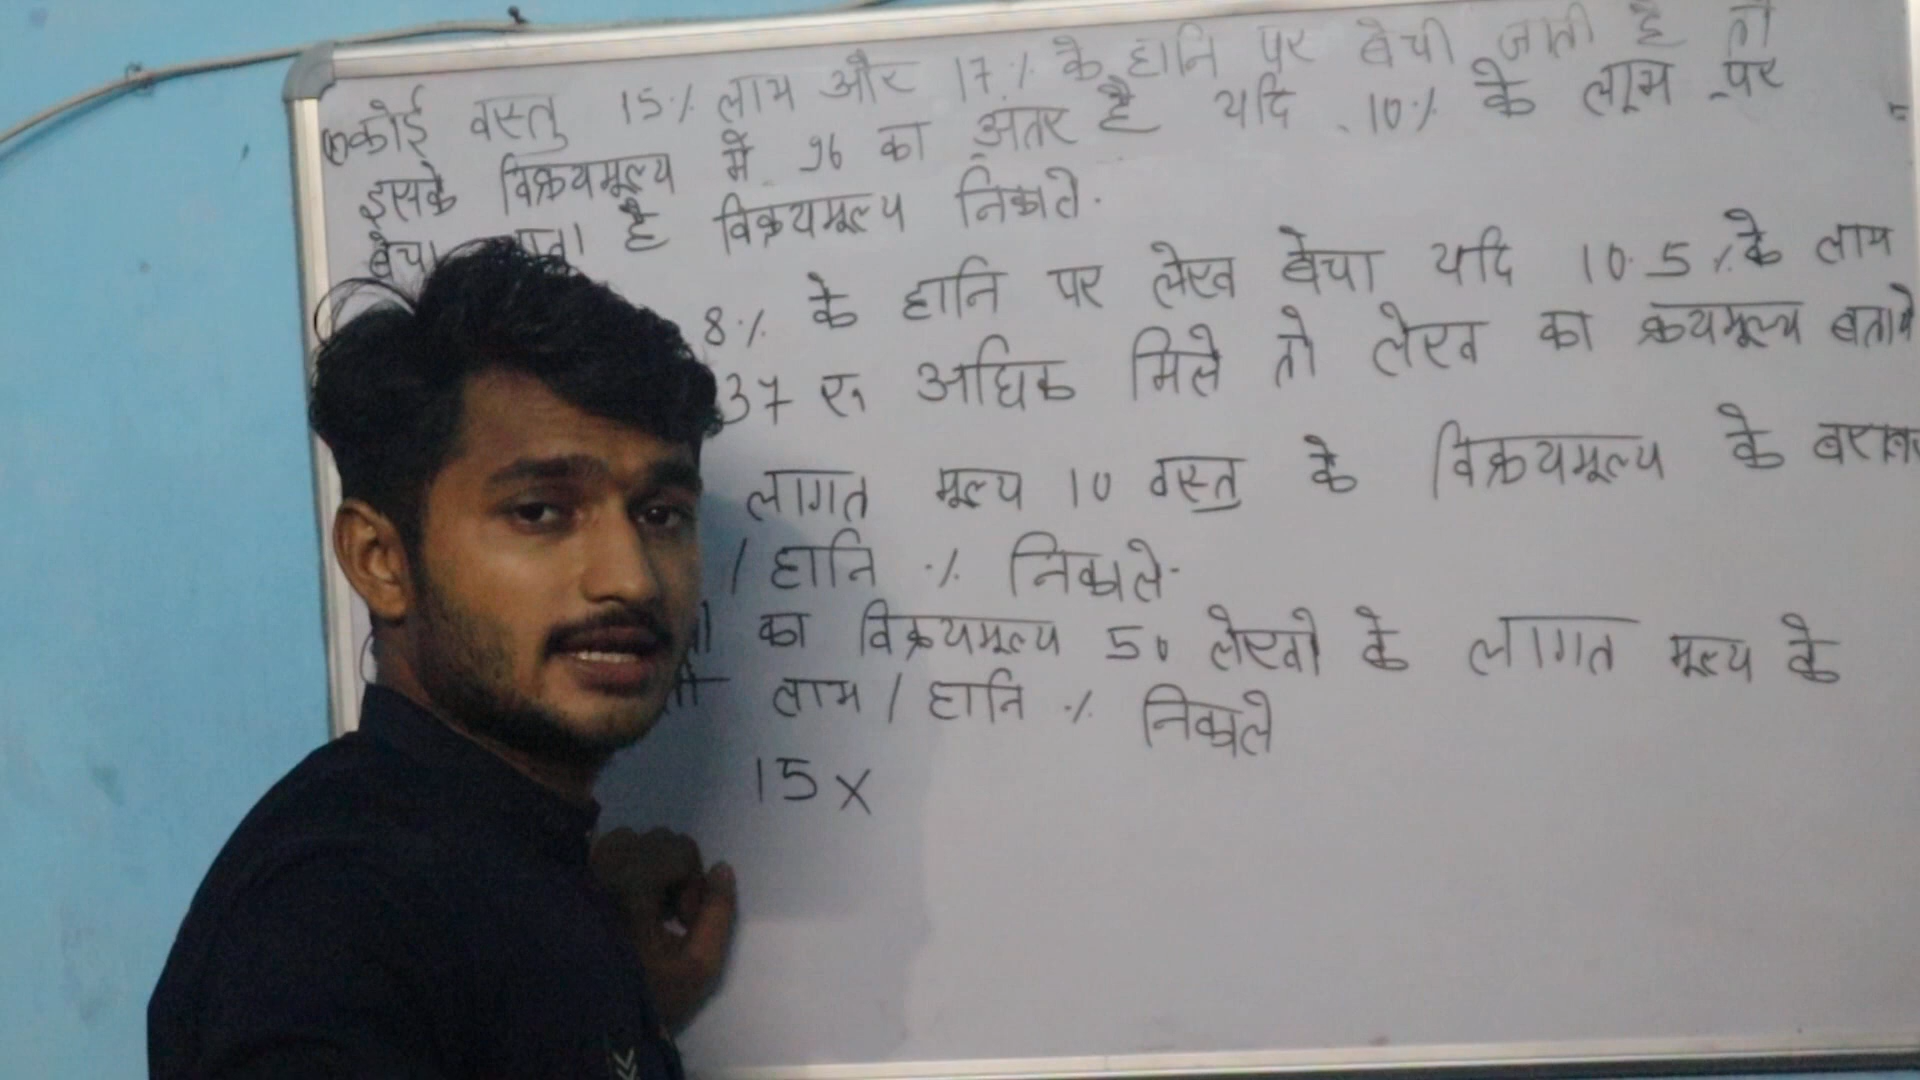 कोई वस्तु 15% लाभ और 17% के हानि पर बेची जाती है तो
इसके विक्रयमूल्य में 96 का अंतर है यदि 10% के लाभ पर
बेचा है विक्रयमूल्य निकाले.
8% के हानि पर लेख बेचा यदि 10.5% के लाभ
37 रु अधिक मिले तो लेख का क्रयमूल्य बतावे
लागत मूल्य 10 वस्तु के विक्रयमूल्य के बराबर
/ हानि % निकाले.
का विक्रयमूल्य 50 लेखो के लागत मूल्य के
लाभ / हानि % निकाले
15x